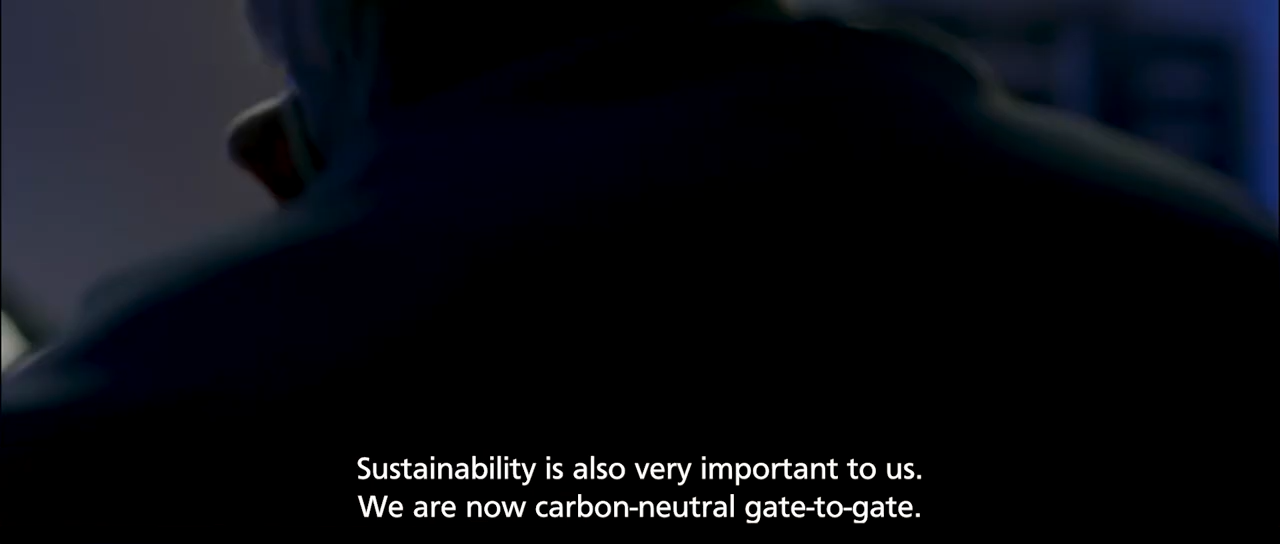 Sustainability is also very important to us.
We are now carbon-neutral gate-to-gate.